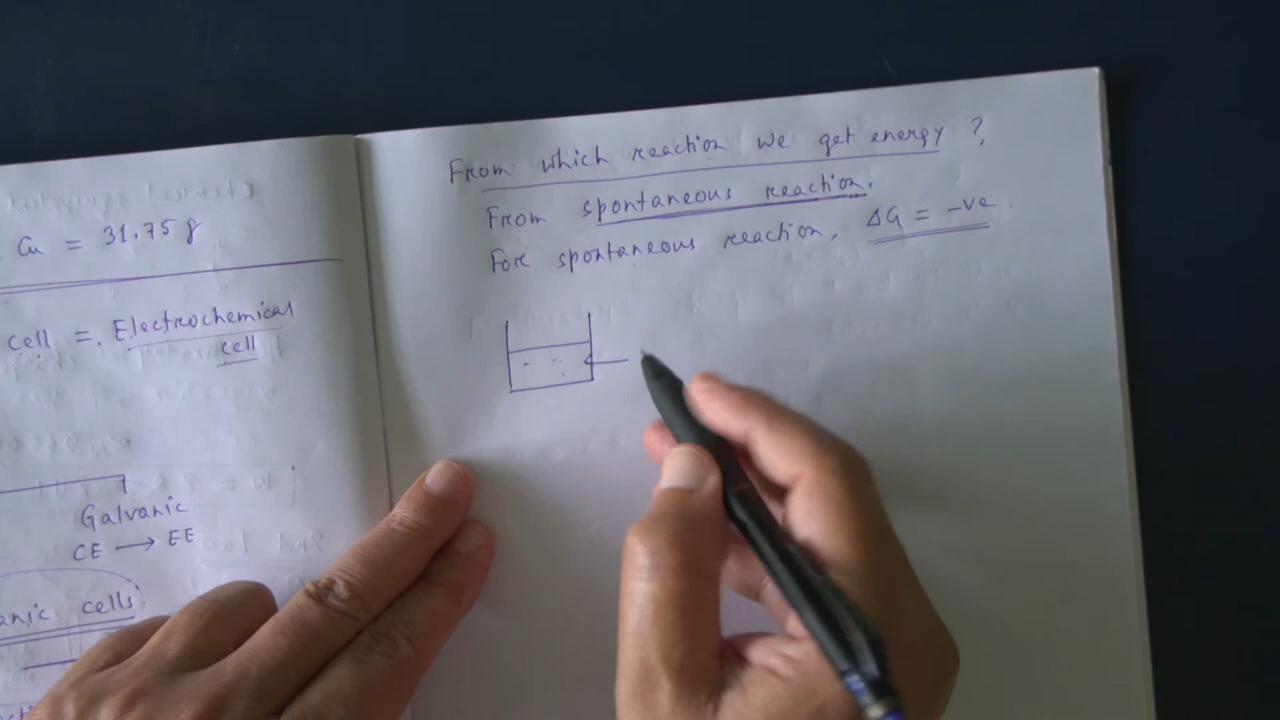 Cu = 31.75 g
cell = Electrochemical
cell
Galvanic
CE → EE
cells
From which reaction we get energy ?
From spontaneous reaction.
For spontaneous reaction, ΔG = -ve.